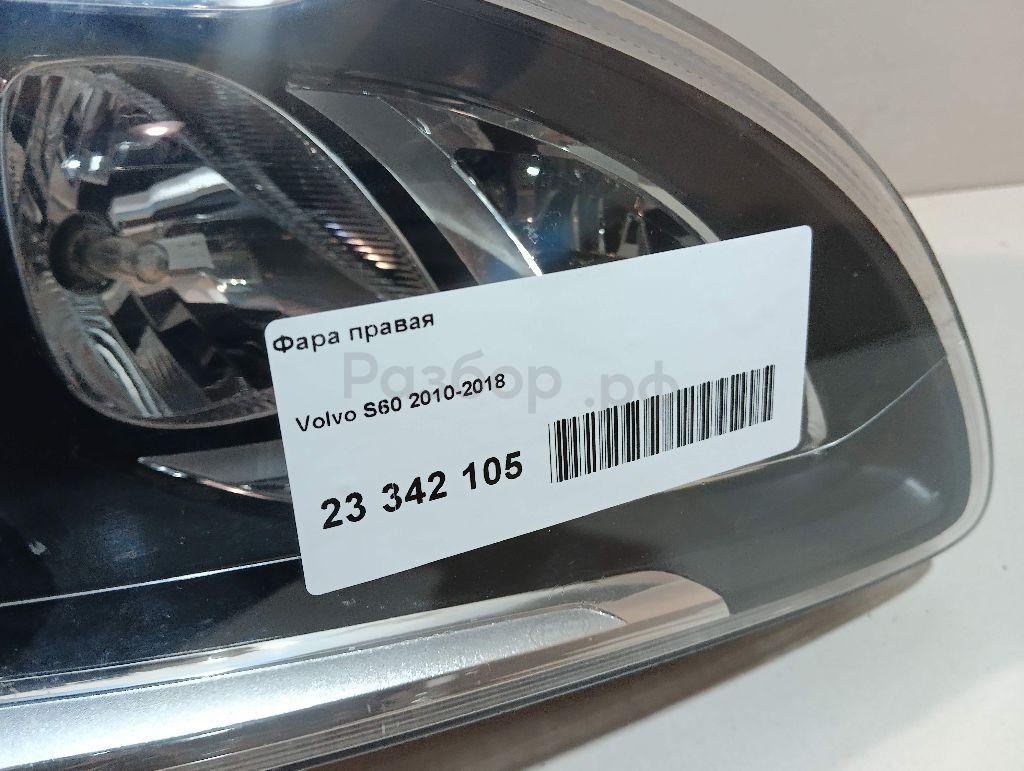 Фара правая
Разбор.рф
Volvo S60 2010-2018
23 342 105